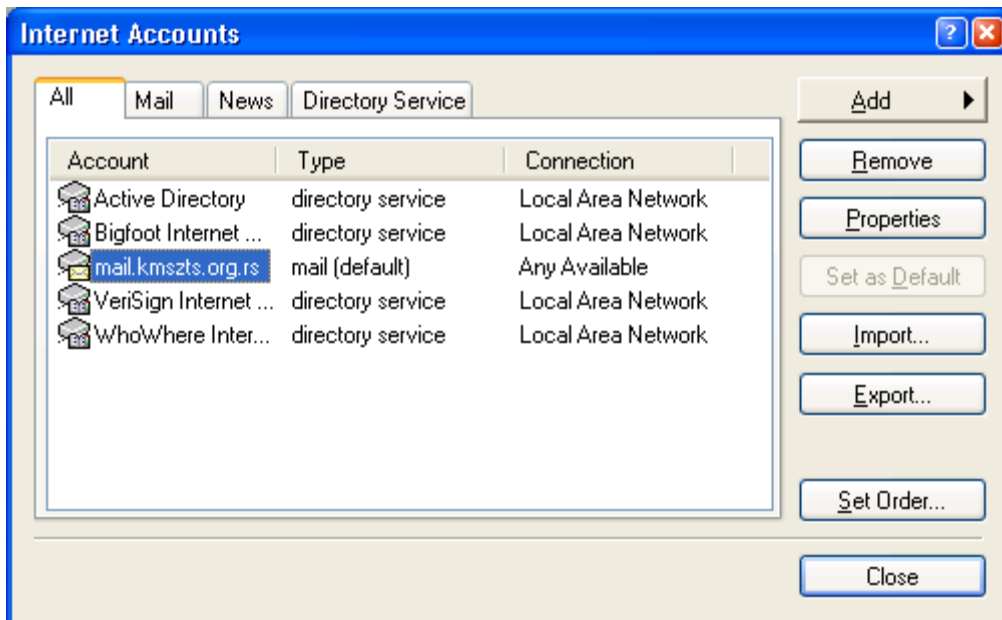 Internet Accounts
All Mail News Directory Service
Account Type Connection
Active Directory directory service Local Area Network
Bigfoot Internet ... directory service Local Area Network
mail.kmszts.org.rs mail (default) Any Available
VeriSign Internet ... directory service Local Area Network
WhoWhere Inter... directory service Local Area Network
Add
Remove
Properties
Set as Default
Import...
Export...
Set Order...
Close